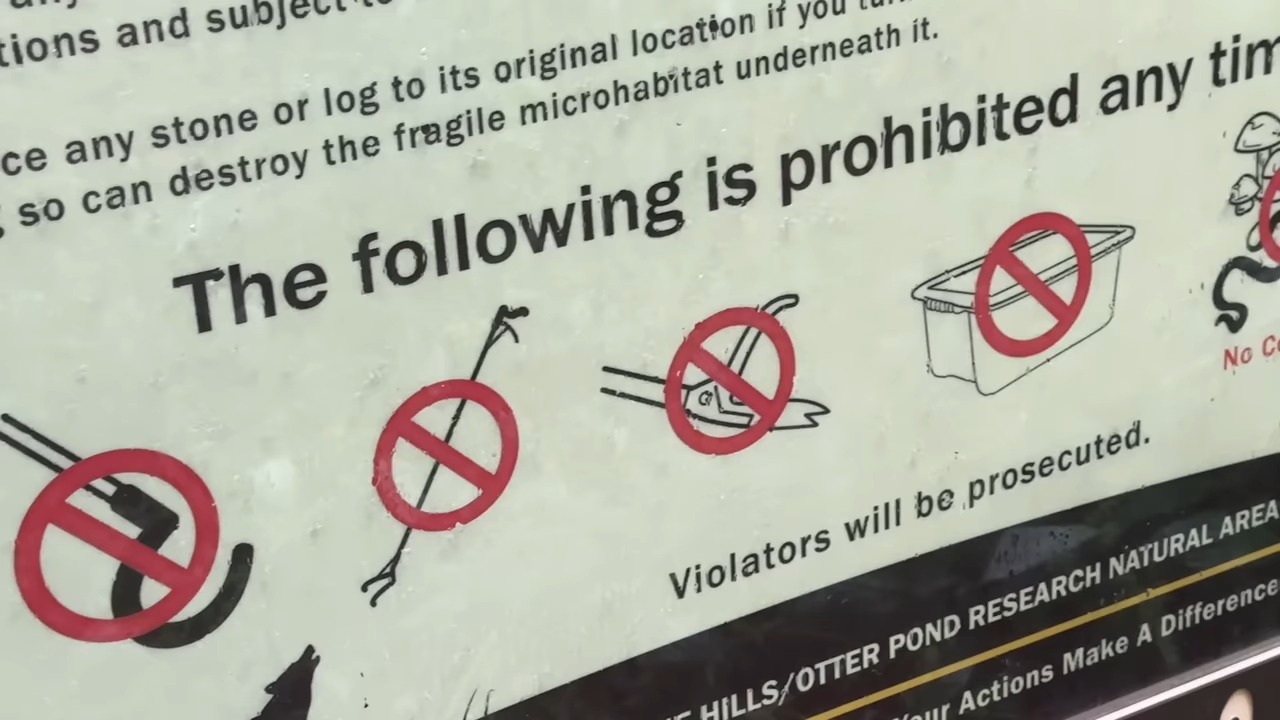 tions and subject
ce any stone or log to its original location if you
so can destroy the fragile microhabitat underneath it.
The following is prohibited any
No
Violators will be prosecuted.
HILLS/OTTER POND RESEARCH NATURAL AREA
Actions Make A Difference